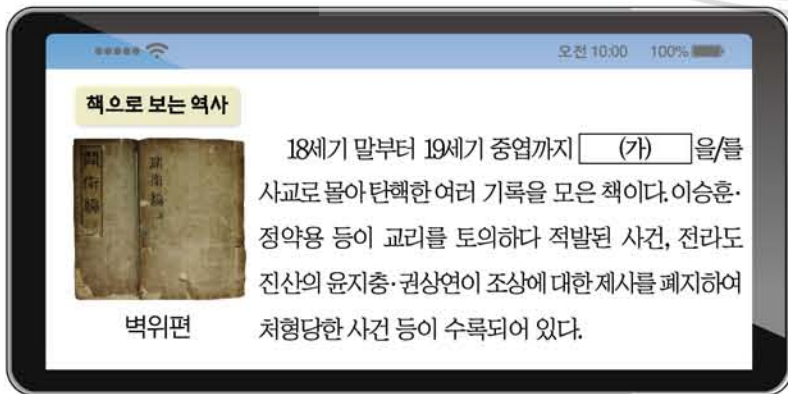 오전 10:00 100%
책으로 보는 역사
18세기 말부터 19세기 중엽까지 (가) 을/를
사교로 몰아 탄핵한 여러 기록을 모은 책이다. 이승훈·
정약용 등이 교리를 토의하다 적발된 사건, 전라도
진산의 윤지충·권상연이 조상에 대한 제사를 폐지하여
처형당한 사건 등이 수록되어 있다.
闢衛編
벽위편